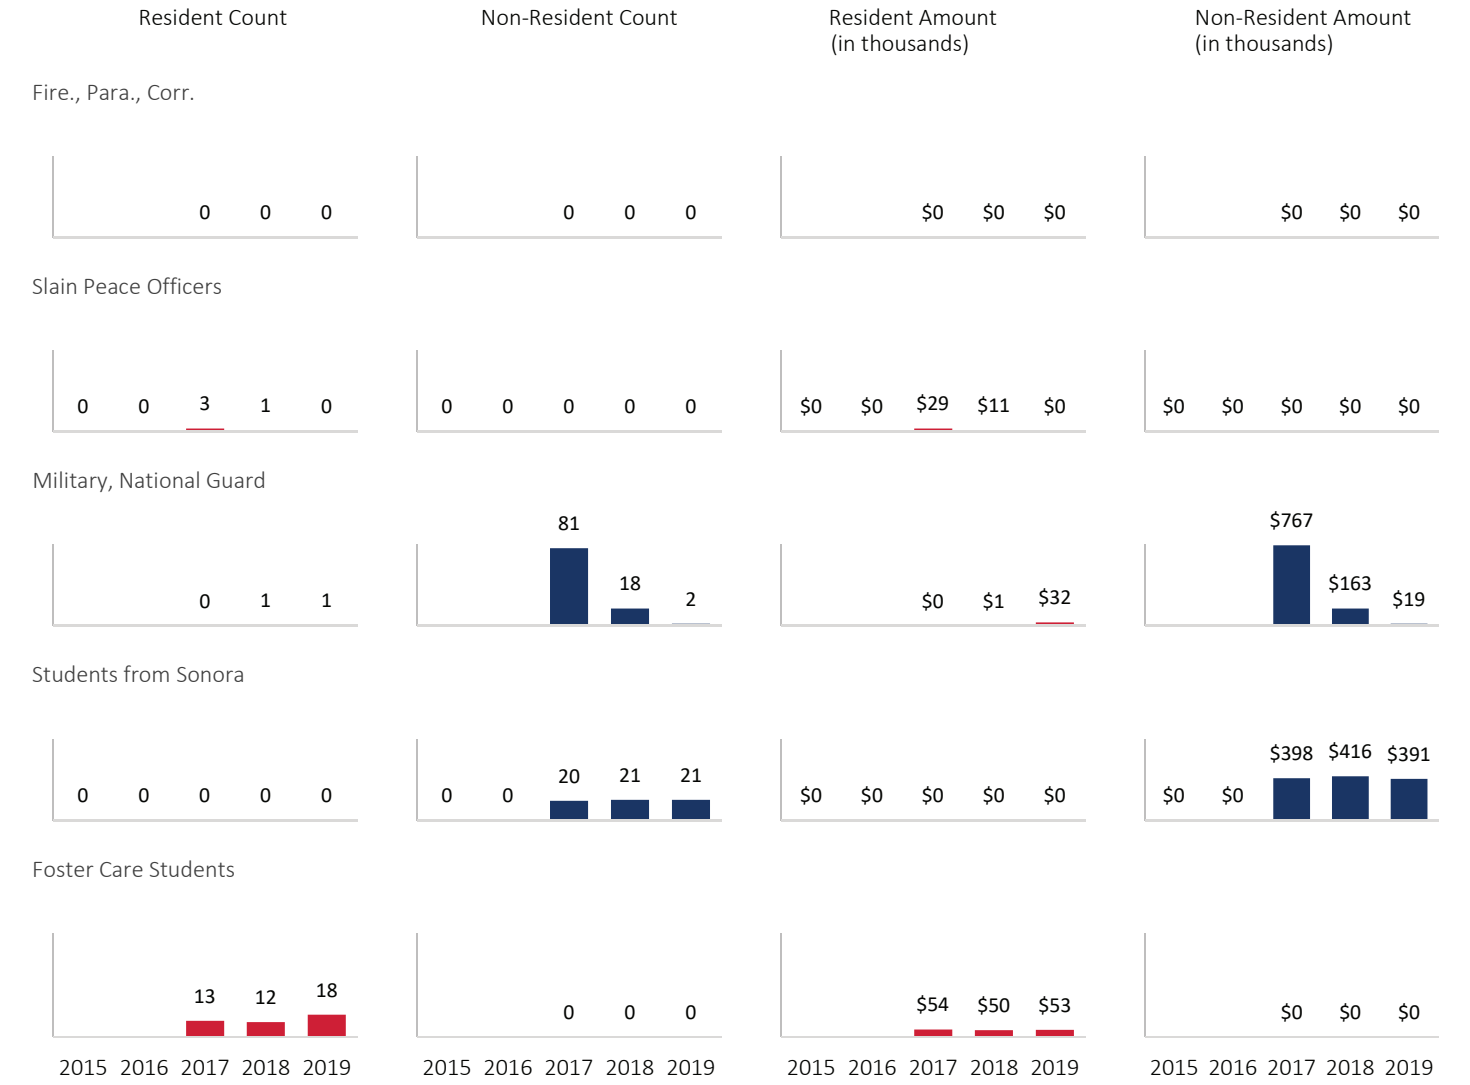 Resident Count Non-Resident Count Resident Amount Non-Resident Amount
(in thousands) (in thousands)
Fire., Para., Corr.
0 0 0 0 0 0 $0 $0 $0 $0 $0 $0
Slain Peace Officers
0 0 3 1 0 0 0 0 0 0 $0 $0 $29 $11 $0 $0 $0 $0 $0 $0
Military, National Guard
0 1 1 81 18 2 $0 $1 $32 $767 $163 $19
Students from Sonora
0 0 0 0 0 0 0 20 21 21 $0 $0 $0 $0 $0 $0 $0 $398 $416 $391
Foster Care Students
13 12 18 0 0 0 $54 $50 $53 $0 $0 $0
2015 2016 2017 2018 2019 2015 2016 2017 2018 2019 2015 2016 2017 2018 2019 2015 2016 2017 2018 2019